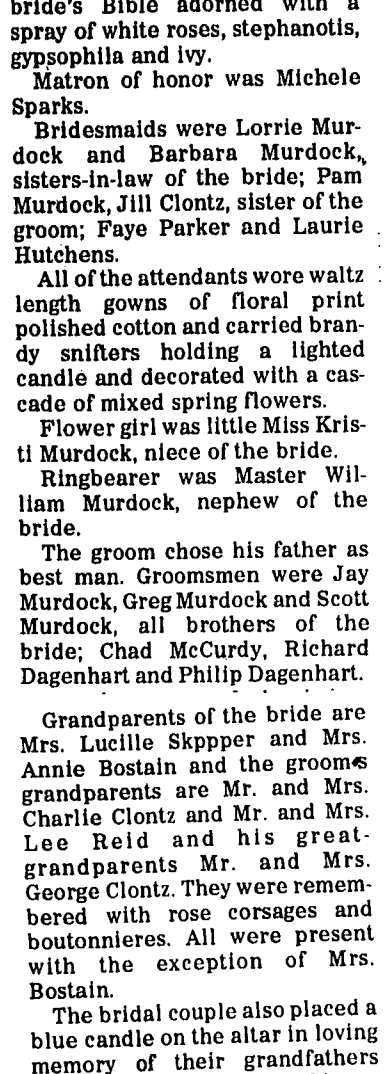 bride's Bible adorned with a
spray of white roses, stephanotis,
gypsophila and ivy.
Matron of honor was Michele
Sparks.
Bridesmaids were Lorrie Mur-
dock and Barbara Murdock,
sisters-in-law of the bride; Pam
Murdock, Jill Clontz, sister of the
groom; Faye Parker and Laurie
Hutchens.
All of the attendants wore waltz
length gowns of floral print
polished cotton and carried bran-
dy snifters holding a lighted
candle and decorated with a cas-
cade of mixed spring flowers.
Flower girl was little Miss Kris-
ti Murdock, niece of the bride.
Ringbearer was Master Wil-
liam Murdock, nephew of the
bride.
The groom chose his father as
best man. Groomsmen were Jay
Murdock, Greg Murdock and Scott
Murdock, all brothers of the
bride; Chad McCurdy, Richard
Dagenhart and Philip Dagenhart.
Grandparents of the bride are
Mrs. Lucille Skppper and Mrs.
Annie Bostain and the groom's
grandparents are Mr. and Mrs.
Charlie Clontz and Mr. and Mrs.
Lee Reid and his great-
grandparents Mr. and Mrs.
George Clontz. They were remem-
bered with rose corsages and
boutonnieres. All were present
with the exception of Mrs.
Bostain.
The bridal couple also placed a
blue candle on the altar in loving
memory of their grandfathers